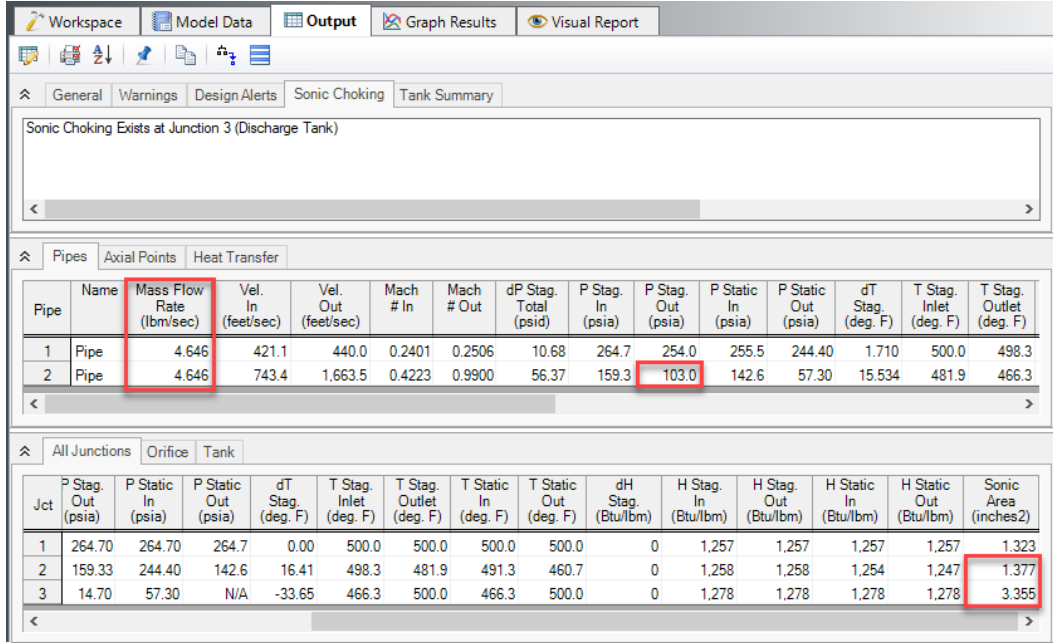 Workspace Model Data Output Graph Results Visual Report
General Warnings Design Alerts Sonic Choking Tank Summary
Sonic Choking Exists at Junction 3 (Discharge Tank)
Pipes Axial Points Heat Transfer
Pipe Name Mass Flow Rate (lbm/sec) Vel. In (feet/sec) Vel. Out (feet/sec) Mach # In Mach # Out dP Stag. Total (psid) P Stag. In (psia) P Stag. Out (psia) P Static In (psia) P Static Out (psia) dT Stag. (deg. F) T Stag. Inlet (deg. F) T Stag. Outlet (deg. F)
1 Pipe 4.646 421.1 440.0 0.2401 0.2506 10.68 264.7 254.0 255.5 244.40 1.710 500.0 498.3
2 Pipe 4.646 743.4 1,663.5 0.4223 0.9900 56.37 159.3 103.0 142.6 57.30 15.534 481.9 466.3
All Junctions Orifice Tank
Jct P Stag. Out (psia) P Static In (psia) P Static Out (psia) dT Stag. (deg. F) T Stag. Inlet (deg. F) T Stag. Outlet (deg. F) T Static In (deg. F) T Static Out (deg. F) dH Stag. (Btu/lbm) H Stag. In (Btu/lbm) H Stag. Out (Btu/lbm) H Static In (Btu/lbm) H Static Out (Btu/lbm) Sonic Area (inches2)
1 264.70 264.70 264.7 0.00 500.0 500.0 500.0 500.0 0 1,257 1,257 1,257 1,257 1.323
2 159.33 244.40 142.6 16.41 498.3 481.9 491.3 460.7 0 1,258 1,258 1,254 1,247 1.377
3 14.70 57.30 N/A -33.65 466.3 500.0 466.3 500.0 0 1,278 1,278 1,278 1,278 3.355